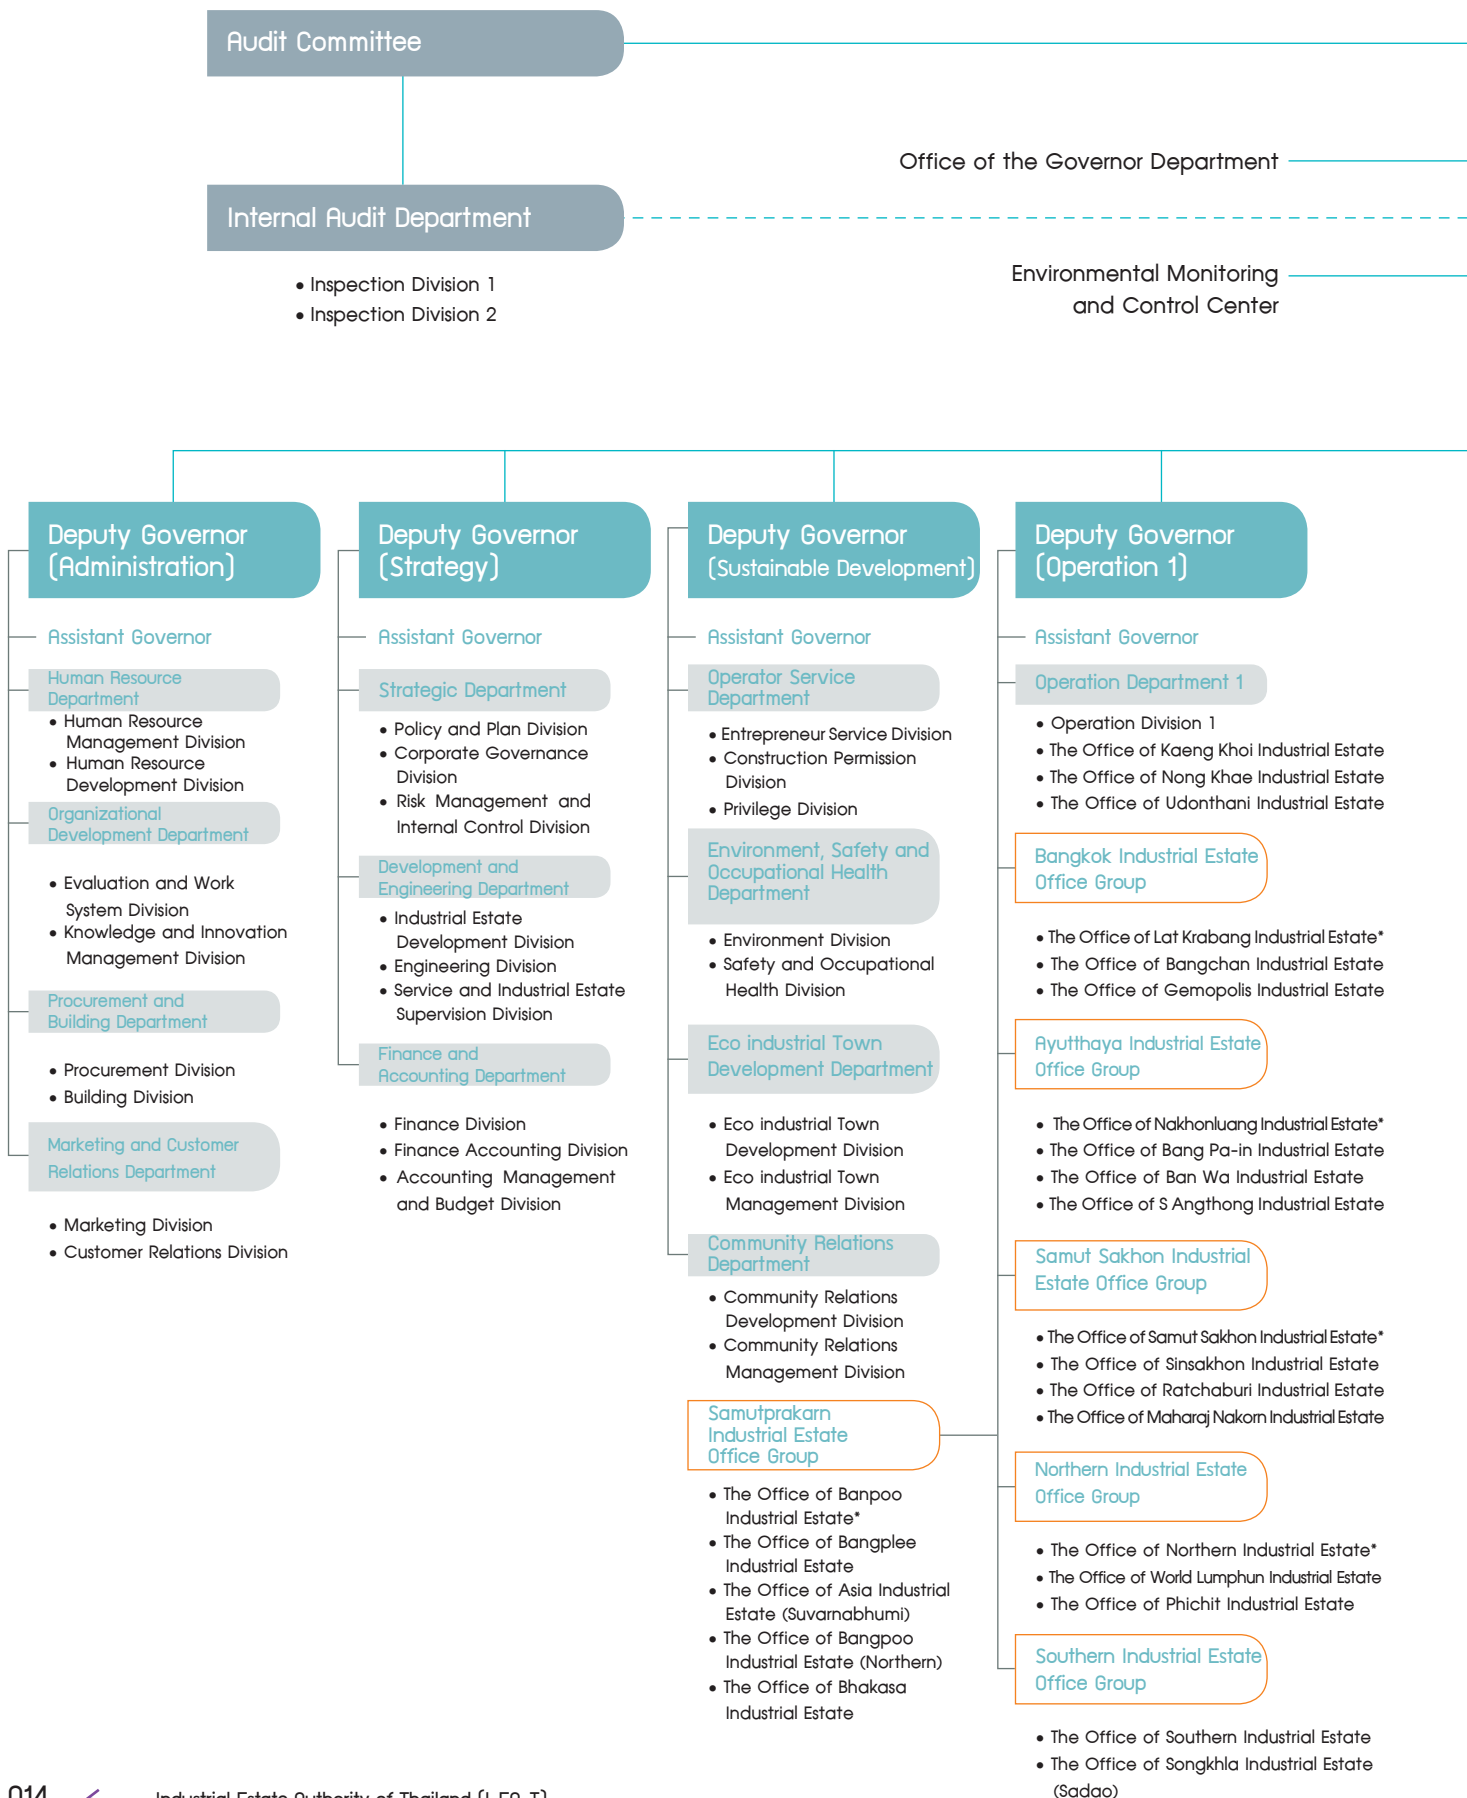 Audit Committee
Office of the Governor Department
Internal Audit Department
• Inspection Division 1
• Inspection Division 2
Environmental Monitoring
and Control Center
Deputy Governor
(Administration)
Assistant Governor
Human Resource
Department
• Human Resource
Management Division
• Human Resource
Development Division
Organizational
Development Department
• Evaluation and Work
System Division
• Knowledge and Innovation
Management Division
Procurement and
Building Department
• Procurement Division
• Building Division
Marketing and Customer
Relations Department
• Marketing Division
• Customer Relations Division
Deputy Governor
(Strategy)
Assistant Governor
Strategic Department
• Policy and Plan Division
• Corporate Governance
Division
• Risk Management and
Internal Control Division
Development and
Engineering Department
• Industrial Estate
Development Division
• Engineering Division
• Service and Industrial Estate
Supervision Division
Finance and
Accounting Department
• Finance Division
• Finance Accounting Division
• Accounting Management
and Budget Division
Deputy Governor
(Sustainable Development)
Assistant Governor
Operator Service
Department
• Entrepreneur Service Division
• Construction Permission
Division
• Privilege Division
Environment, Safety and
Occupational Health
Department
• Environment Division
• Safety and Occupational
Health Division
Eco industrial Town
Development Department
• Eco industrial Town
Development Division
• Eco industrial Town
Management Division
Community Relations
Department
• Community Relations
Development Division
• Community Relations
Management Division
Samutprakarn
Industrial Estate
Office Group
• The Office of Banpoo
Industrial Estate*
• The Office of Bangplee
Industrial Estate
• The Office of Asia Industrial
Estate (Suvarnabhumi)
• The Office of Bangpoo
Industrial Estate (Northern)
• The Office of Bhakasa
Industrial Estate
Deputy Governor
(Operation 1)
Assistant Governor
Operation Department 1
• Operation Division 1
• The Office of Kaeng Khoi Industrial Estate
• The Office of Nong Khae Industrial Estate
• The Office of Udonthani Industrial Estate
Bangkok Industrial Estate
Office Group
• The Office of Lat Krabang Industrial Estate*
• The Office of Bangchan Industrial Estate
• The Office of Gemopolis Industrial Estate
Ayutthaya Industrial Estate
Office Group
• The Office of Nakhonluang Industrial Estate*
• The Office of Bang Pa-in Industrial Estate
• The Office of Ban Wa Industrial Estate
• The Office of S Angthong Industrial Estate
Samut Sakhon Industrial
Estate Office Group
• The Office of Samut Sakhon Industrial Estate*
• The Office of Sinsakhon Industrial Estate
• The Office of Ratchaburi Industrial Estate
• The Office of Maharaj Nakorn Industrial Estate
Northern Industrial Estate
Office Group
• The Office of Northern Industrial Estate*
• The Office of World Lumphun Industrial Estate
• The Office of Phichit Industrial Estate
Southern Industrial Estate
Office Group
• The Office of Southern Industrial Estate
• The Office of Songkhla Industrial Estate
(Sadao)
014
Industrial Estate Authority of Thailand (I-EA-T)